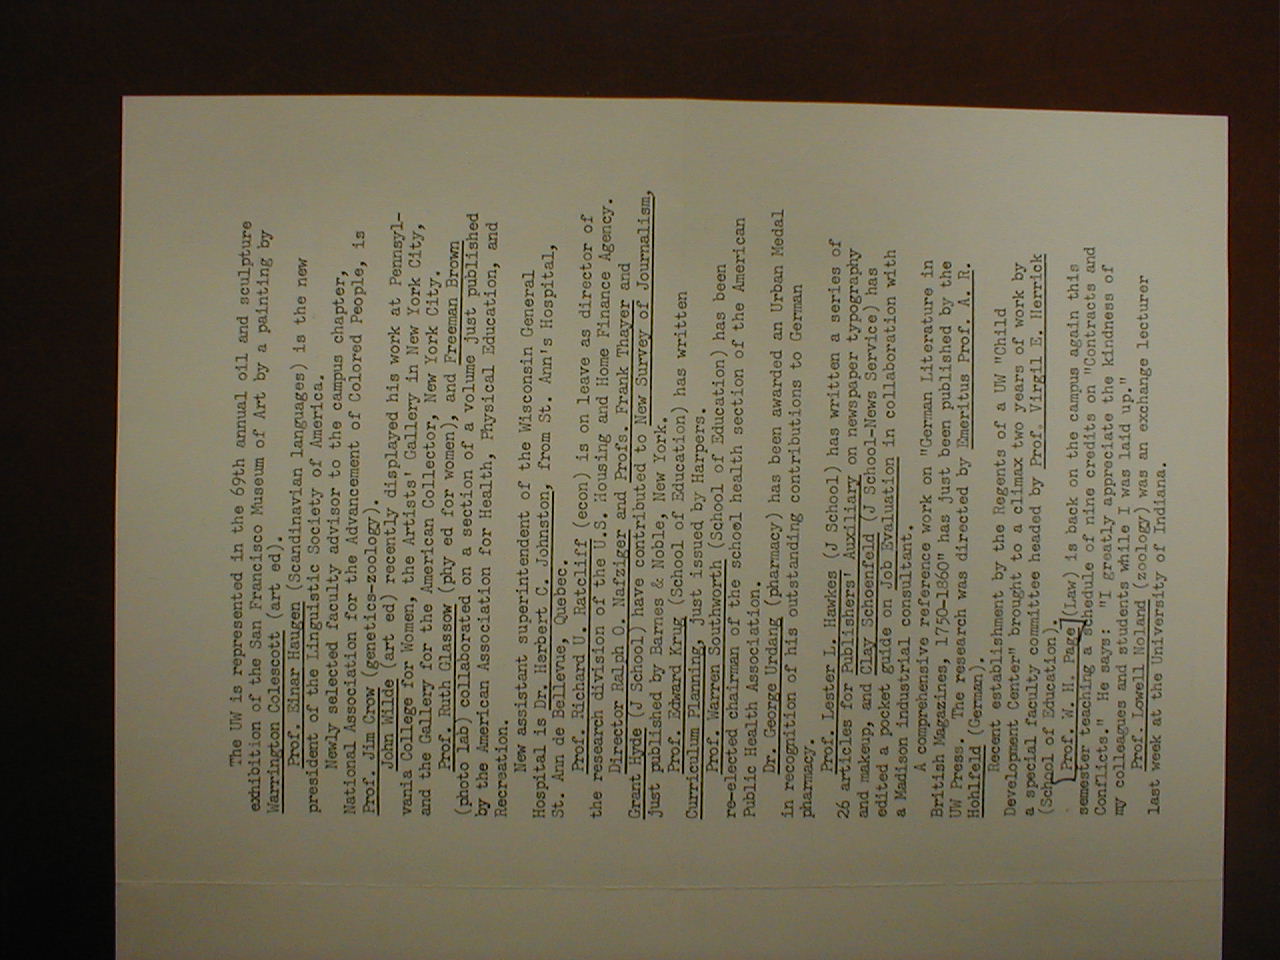 The UW is represented in the 69th annual oil and sculpture
exhibition of the San Francisco Museum of Art by a painting by
Warrington Colescott (art ed).
Prof. Einar Haugen (Scandinavian languages) is the new
president of the Linguistic Society of America.
Newly selected faculty advisor to the campus chapter,
National Association for the Advancement of Colored People, is
Prof. Jim Crow (genetics-zoology).
John Wilde (art ed) recently displayed his work at Pennsyl-
vania College for Women, the Artists' Gallery in New York City,
and the Gallery for the American Collector, New York City.
Prof. Ruth Glassow (phy ed for women), and Freeman Brown
(photo lab) collaborated on a section of a volume just published
by the American Association for Health, Physical Education, and
Recreation.
New assistant superintendent of the Wisconsin General
Hospital is Dr. Herbert C. Johnston, from St. Ann's Hospital,
St. Ann de Bellevue, Quebec.
Prof. Richard U. Ratcliff (econ) is on leave as director of
the research division of the U.S. Housing and Home Finance Agency.
Director Ralph O. Nafziger and Profs. Frank Thayer and
Grant Hyde (J School) have contributed to New Survey of Journalism,
just published by Barnes & Noble, New York.
Prof. Edward Krug (School of Education) has written
Curriculum Planning, just issued by Harpers.
Prof. Warren Southworth (School of Education) has been
re-elected chairman of the school health section of the American
Public Health Association.
Dr. George Urdang (pharmacy) has been awarded an Urban Medal
in recognition of his outstanding contributions to German
pharmacy.
Prof. Lester L. Hawkes (J School) has written a series of
26 articles for Publishers' Auxiliary on newspaper typography
and makeup, and Clay Schoenfeld (J School-News Service) has
edited a pocket guide on Job Evaluation in collaboration with
a Madison industrial consultant.
A comprehensive reference work on "German Literature in
British Magazines, 1750-1860" has just been published by the
UW Press. The research was directed by Emeritus Prof. A. R.
Hohlfeld (German).
Recent establishment by the Regents of a UW "Child
Development Center" brought to a climax two years of work by
a special faculty committee headed by Prof. Virgil E. Herrick
(School of Education).
Prof. W. H. Page (Law) is back on the campus again this
semester teaching a schedule of nine credits on "Contracts and
Conflicts." He says: "I greatly appreciate the kindness of
my colleagues and students while I was laid up."
Prof. Lowell Noland (zoology) was an exchange lecturer
last week at the University of Indiana.